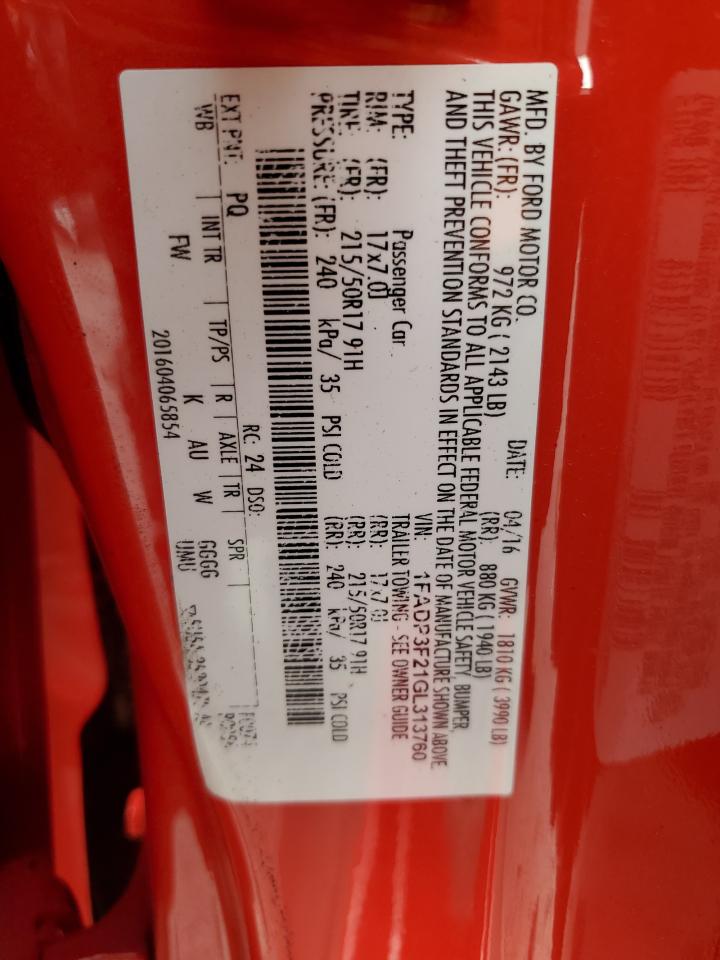 MFD. BY FORD MOTOR CO.
DATE: 04/16 GVWR: 1810 KG ( 3990 LB)
GAWR: (FR): 972 KG ( 2143 LB) (RR): 880 KG ( 1940 LB)
THIS VEHICLE CONFORMS TO ALL APPLICABLE FEDERAL MOTOR VEHICLE SAFETY, BUMPER,
AND THEFT PREVENTION STANDARDS IN EFFECT ON THE DATE OF MANUFACTURE SHOWN ABOVE.
VIN: 1FADP3F21GL313760
TYPE: Passenger Car TRAILER TOWING - SEE OWNER GUIDE
RIM: (FR): 17x7.0J (RR): 17x7.0J
TIRE (FR): 215/50R17 91H (RR): 215/50R17 91H
PRESSURE: (FR): 240 kPa/ 35 PSI COLD (RR): 240 kPa/ 35 PSI COLD
RC: 24 DSO:
EXT PNT: PQ
WB INT TR TP/PS R AXLE TR SPR
FW K AU W GGGG
UMU
201604065854